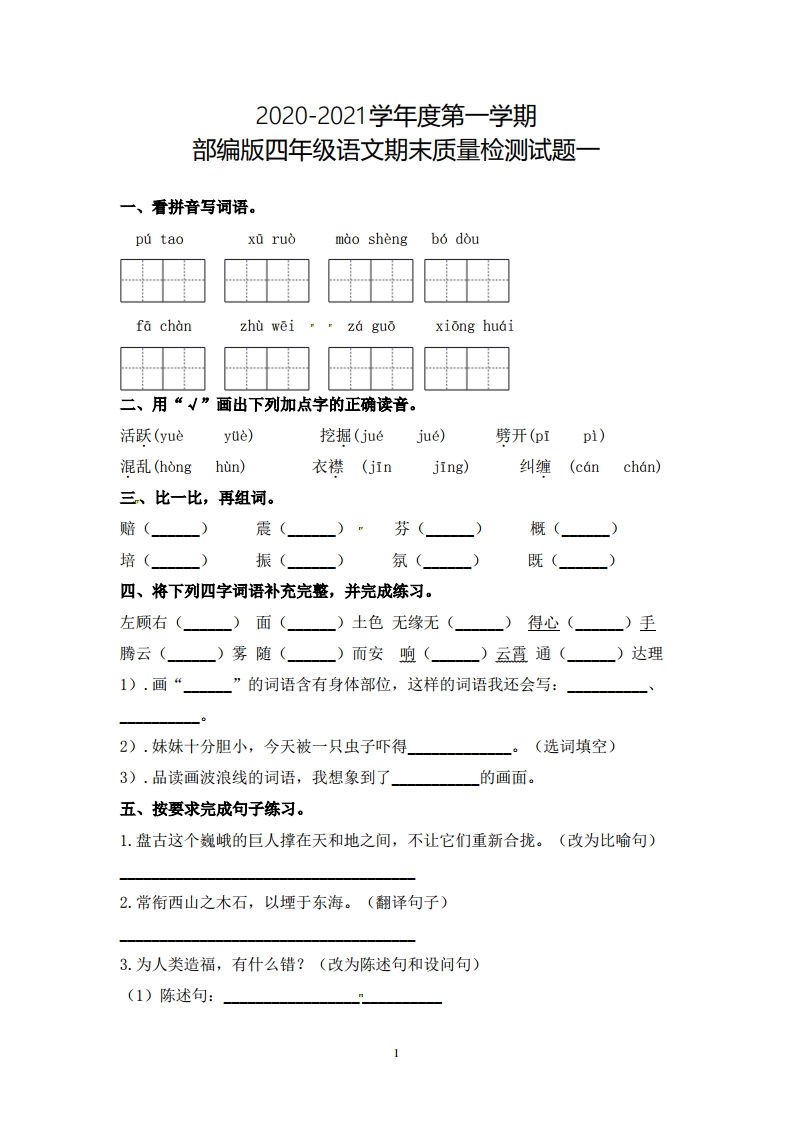 2020-2021学年度第一学期
部编版四年级语文期末质量检测试题一
一、看拼音写词语。
pú tao xū ruò mào shèng bó dòu
fā chàn zhù wēi zá guō xiōng huái
二、用“√”画出下列加点字的正确读音。
活跃(yuè yüè) 挖掘(jué jué) 劈开(pī pì)
混乱(hòng hùn) 衣襟 (jīn jīng) 纠缠 (cán chán)
三、比一比，再组词。
赔（______） 震（______） 芬（______） 概（______）
培（______） 振（______） 氛（______） 既（______）
四、将下列四字词语补充完整，并完成练习。
左顾右（______） 面（______）土色 无缘无（______） 得心（______）手
腾云（______）雾 随（______）而安 响（______）云霄 通（______）达理
1）.画“______”的词语含有身体部位，这样的词语我还会写：__________、
__________。
2）.妹妹十分胆小，今天被一只虫子吓得_____________。（选词填空）
3）.品读画波浪线的词语，我想象到了___________的画面。
五、按要求完成句子练习。
1.盘古这个巍峨的巨人撑在天和地之间，不让它们重新合拢。（改为比喻句）
_____________________________________
2.常衔西山之木石，以堙于东海。（翻译句子）
_____________________________________
3.为人类造福，有什么错？（改为陈述句和设问句）
（1）陈述句：___________________________
1